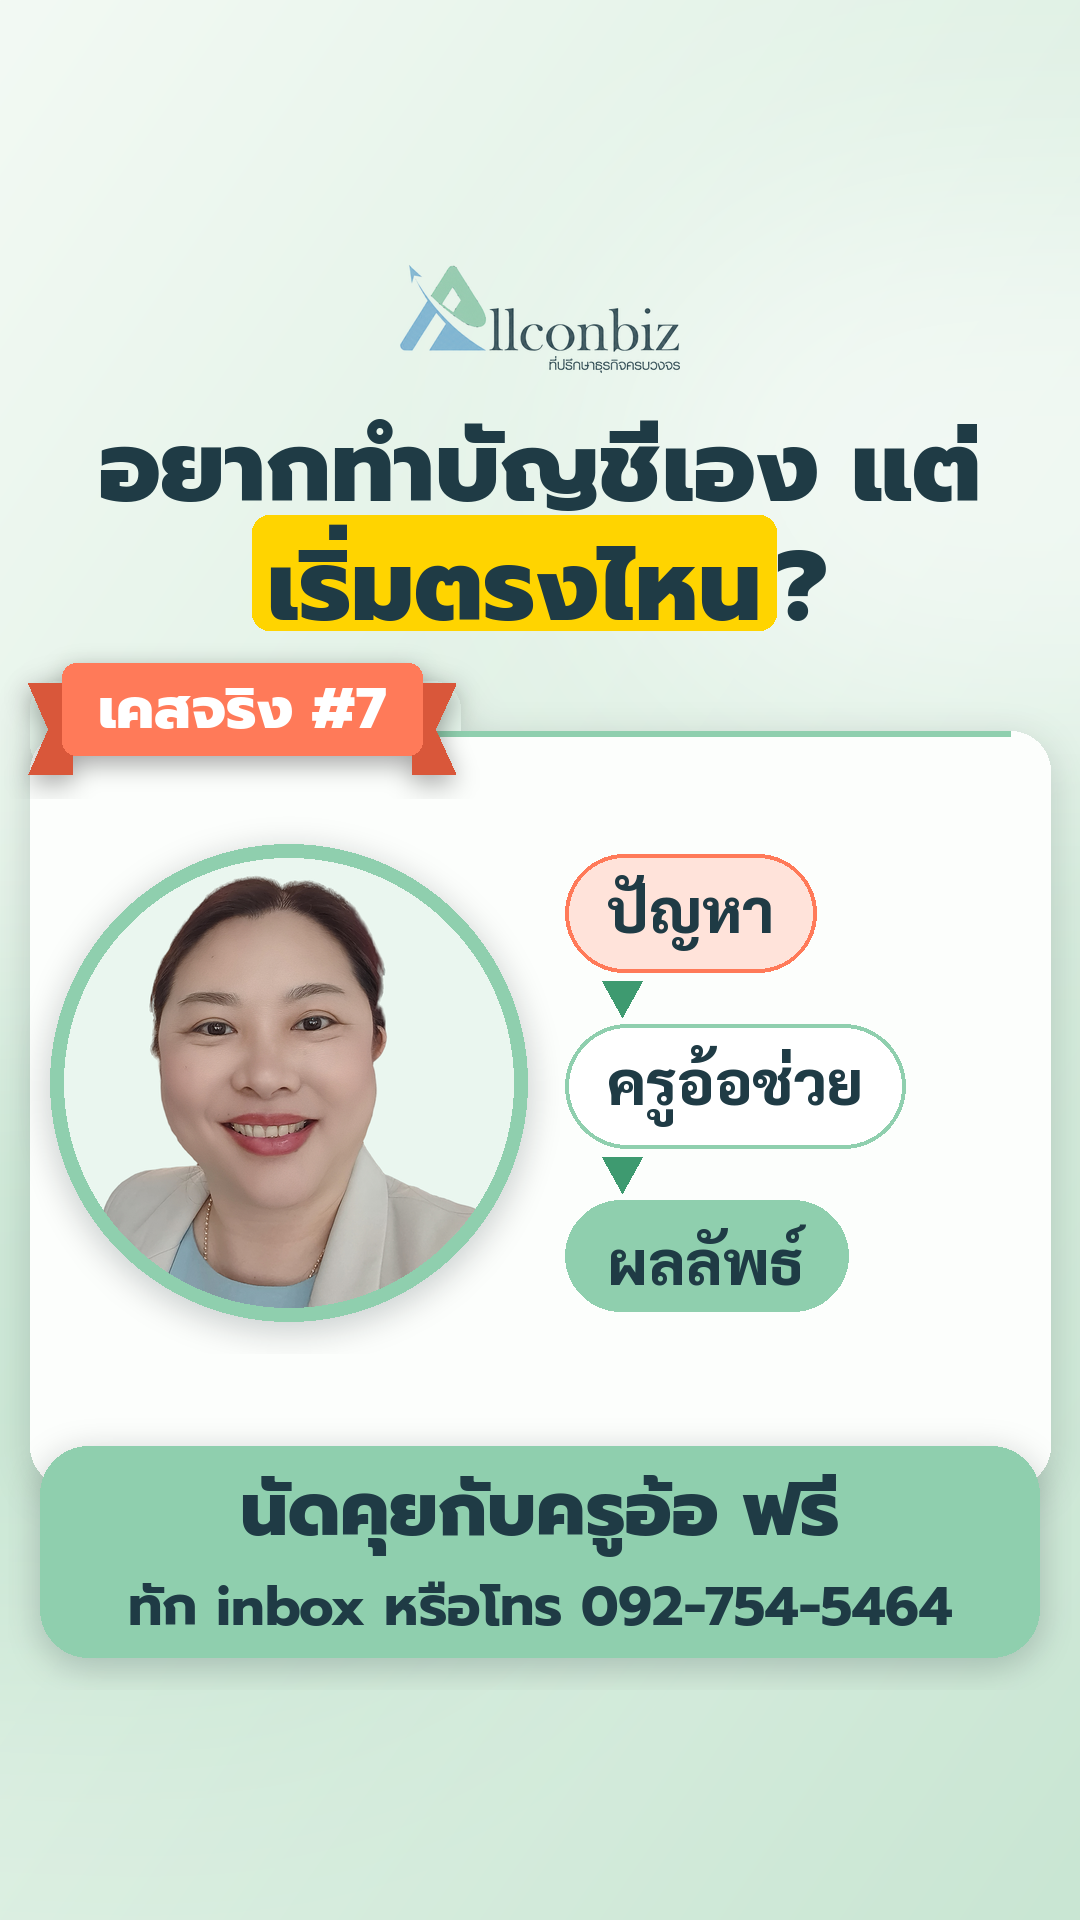 Allconbiz
ที่ปรึกษาธุรกิจครบวงจร
อยากทำบัญชีเอง แต่
เริ่มตรงไหน?
เคสจริง #7
ปัญหา
ครูอ้อช่วย
ผลลัพธ์
นัดคุยกับครูอ้อ ฟรี
ทัก inbox หรือโทร 092-754-5464